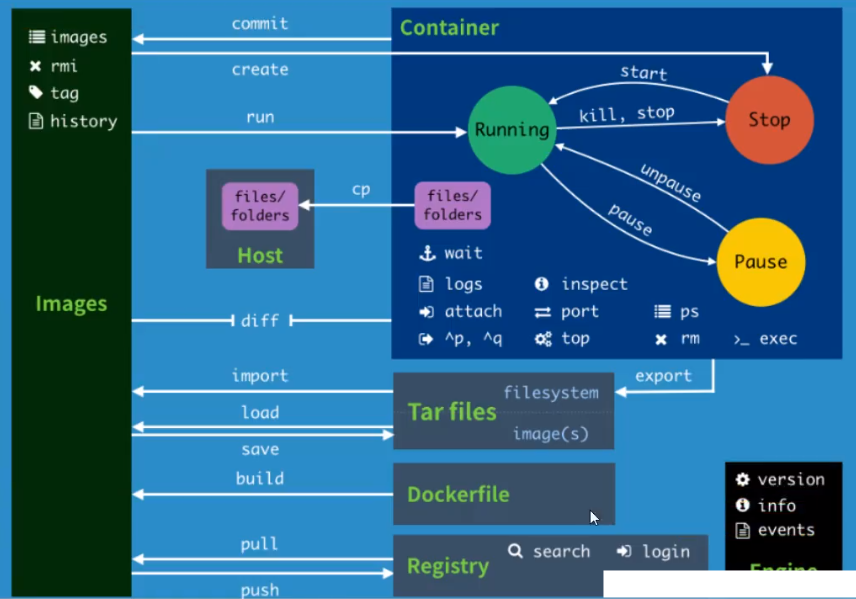 images
rmi
tag
history
Images
commit
create
run
cp
diff
import
load
save
build
pull
push
files/
folders
Host
Container
Running
start
kill, stop
Stop
unpause
pause
Pause
files/
folders
wait
logs
inspect
attach
port
ps
^p, ^q
top
rm
>_ exec
export
filesystem
Tar files
image(s)
Dockerfile
search
login
Registry
version
info
events
Engine